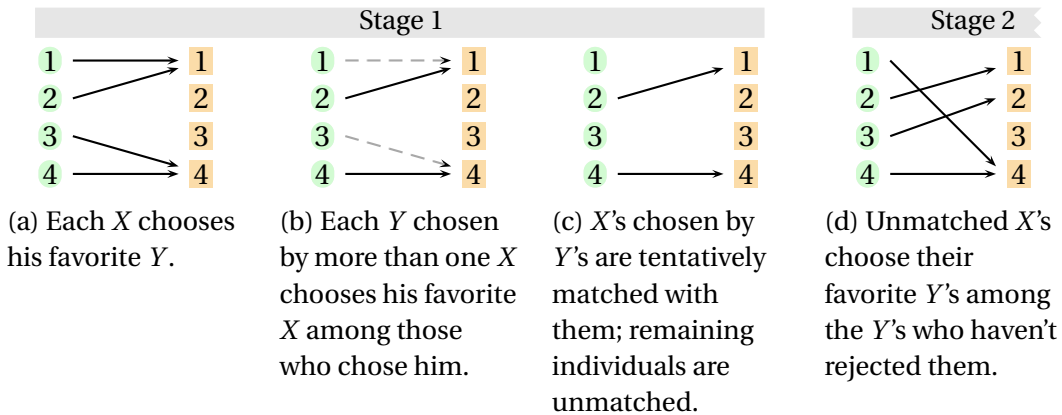 Stage 1
Stage 2
1 1
2 2
3 3
4 4
(a) Each X chooses
his favorite Y.
1 1
2 2
3 3
4 4
(b) Each Y chosen
by more than one X
chooses his favorite
X among those
who chose him.
1 1
2 2
3 3
4 4
(c) X's chosen by
Y's are tentatively
matched with
them; remaining
individuals are
unmatched.
1 1
2 2
3 3
4 4
(d) Unmatched X's
choose their
favorite Y's among
the Y's who haven't
rejected them.